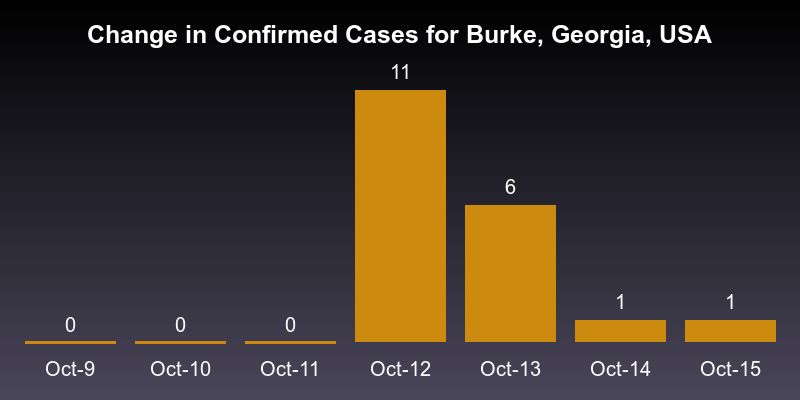 Change in Confirmed Cases for Burke, Georgia, USA
11
6
1 1
0 0 0
Oct-9 Oct-10 Oct-11 Oct-12 Oct-13 Oct-14 Oct-15